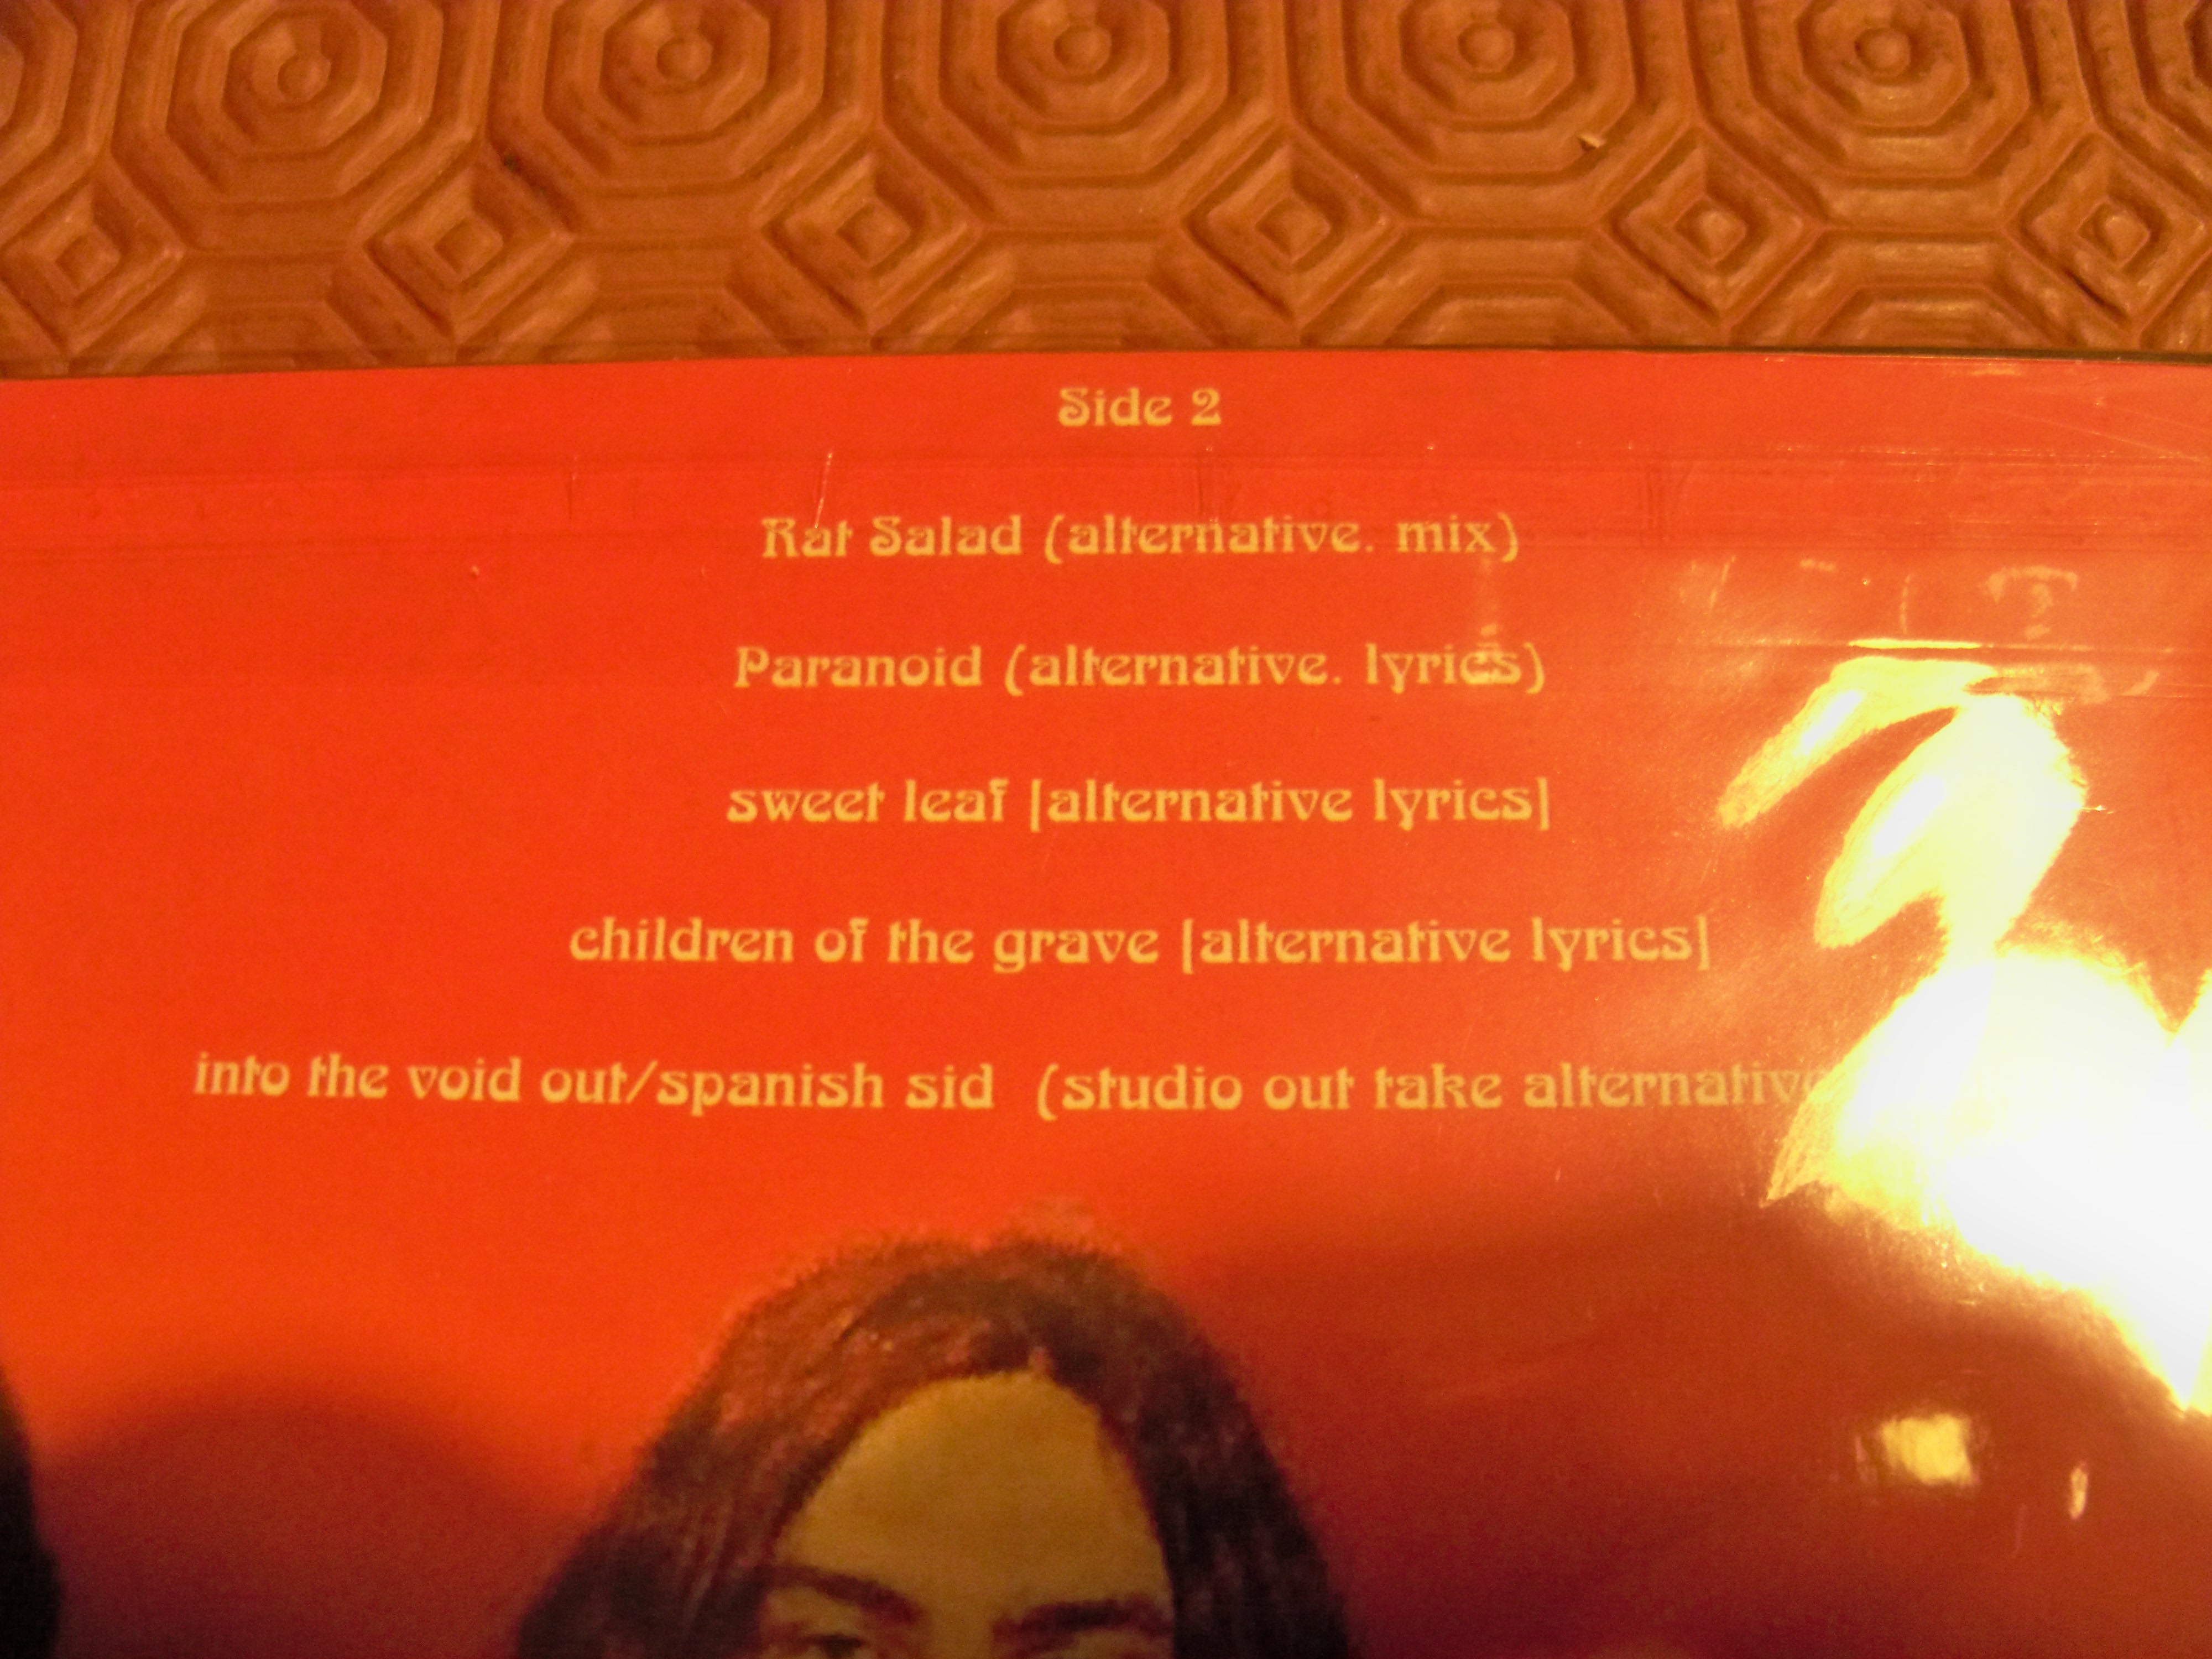 Side 2
Rat Salad (alternative. mix)
Paranoid (alternative. lyrics)
sweet leaf [alternative lyrics]
children of the grave [alternative lyrics]
into the void out/spanish sid (studio out take alternative